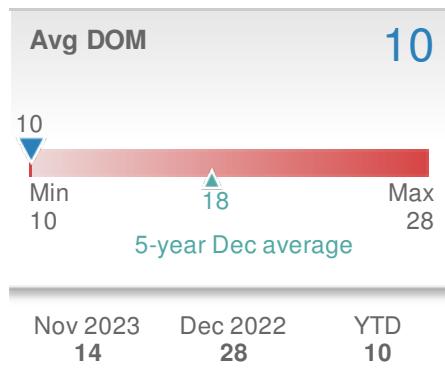 Avg DOM 10
10
Min Max
10 18 28
5-year Dec average
Nov 2023 Dec 2022 YTD
14 28 10